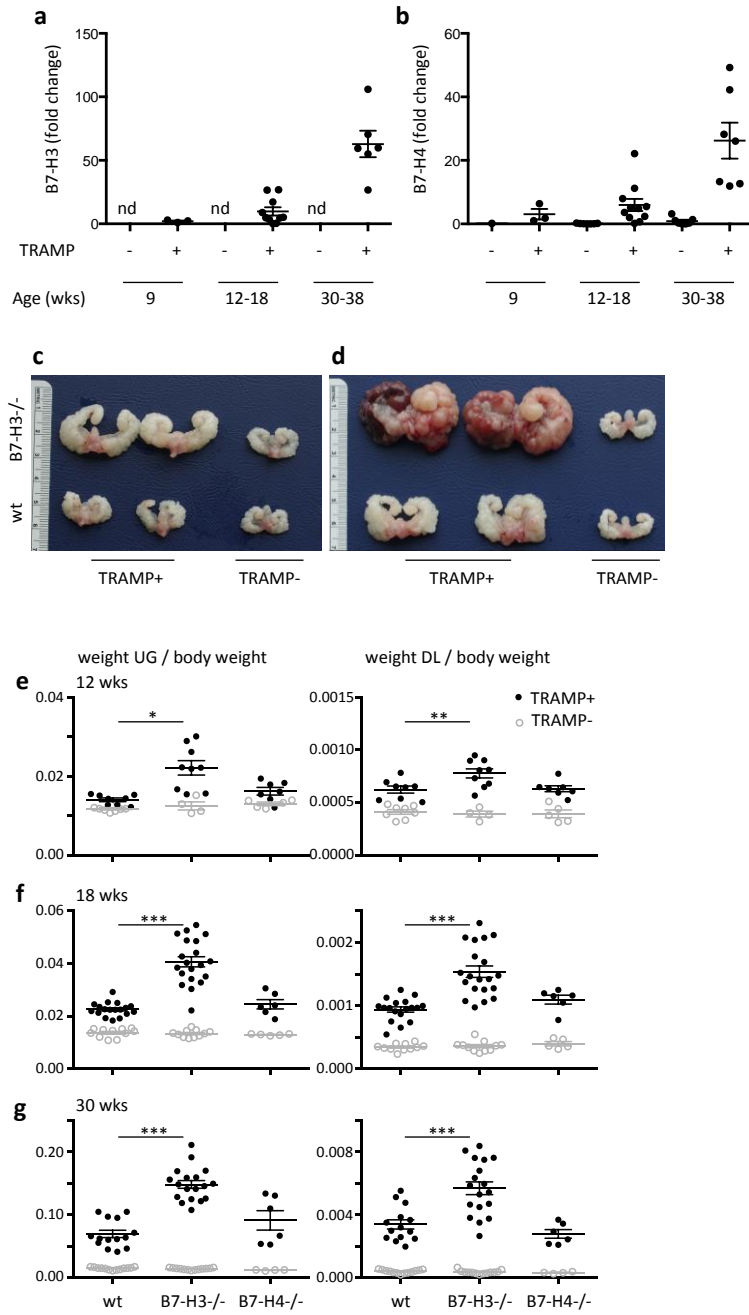 a
b
150
100
50
0
B7-H3 (fold change)
nd
nd
nd
60
40
20
0
B7-H4 (fold change)
TRAMP - + - + - + - + - + - +
Age (wks) 9 12-18 30-38 9 12-18 30-38
c
d
B7-H3-/-
wt
TRAMP+ TRAMP- TRAMP+ TRAMP-
weight UG / body weight weight DL / body weight
e 12 wks
0.04
0.02
0.00
*
0.0015
0.0010
0.0005
0.0000
**
TRAMP+
TRAMP-
f 18 wks
0.06
0.04
0.02
0.00
***
0.002
0.001
0.000
***
g 30 wks
0.20
0.10
0.00
***
0.008
0.004
0.000
***
wt B7-H3-/- B7-H4-/- wt B7-H3-/- B7-H4-/-